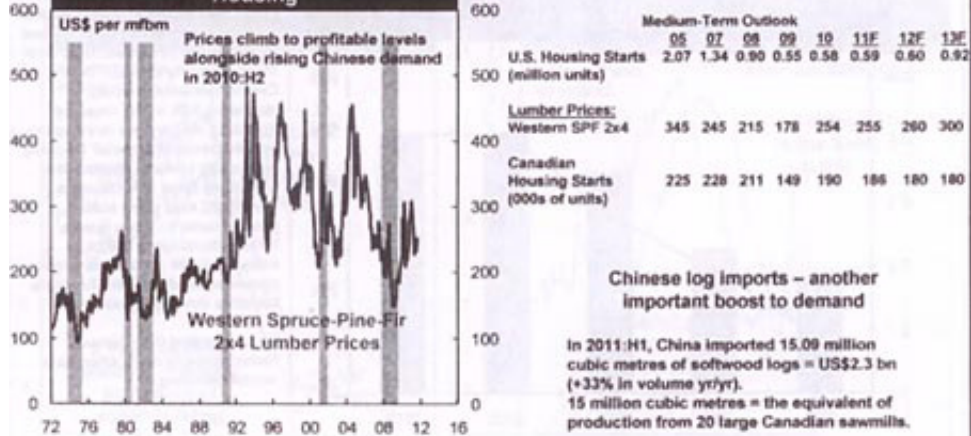 Housing
600
500
400
300
200
100
0
US$ per mfbm
Prices climb to profitable levels
alongside rising Chinese demand
in 2010:H2
Western Spruce-Pine-Fir
2x4 Lumber Prices
600
500
400
300
200
100
0
72 76 80 84 88 92 96 00 04 08 12 16
Medium-Term Outlook
05 07 08 09 10 11F 12F 13F
U.S. Housing Starts 2.07 1.34 0.90 0.55 0.58 0.59 0.60 0.92
(million units)
Lumber Prices:
Western SPF 2x4 345 245 215 178 254 255 260 300
Canadian
Housing Starts 225 228 211 149 190 186 180 180
(000s of units)
Chinese log imports – another
important boost to demand
In 2011:H1, China imported 15.09 million
cubic metres of softwood logs = US$2.3 bn
(+33% in volume yr/yr).
15 million cubic metres = the equivalent of
production from 20 large Canadian sawmills.